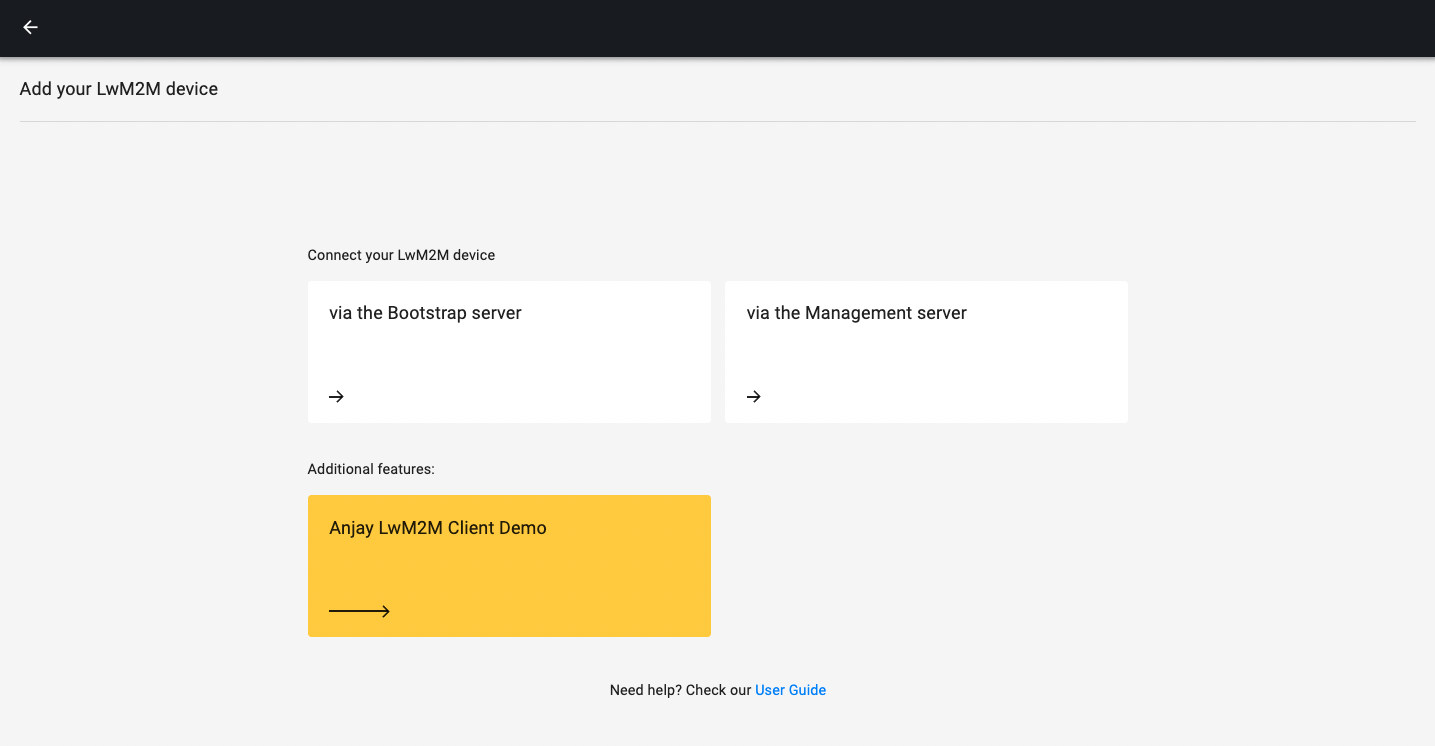 Add your LwM2M device
Connect your LwM2M device
via the Bootstrap server
via the Management server
Additional features:
Anjay LwM2M Client Demo
Need help? Check our User Guide